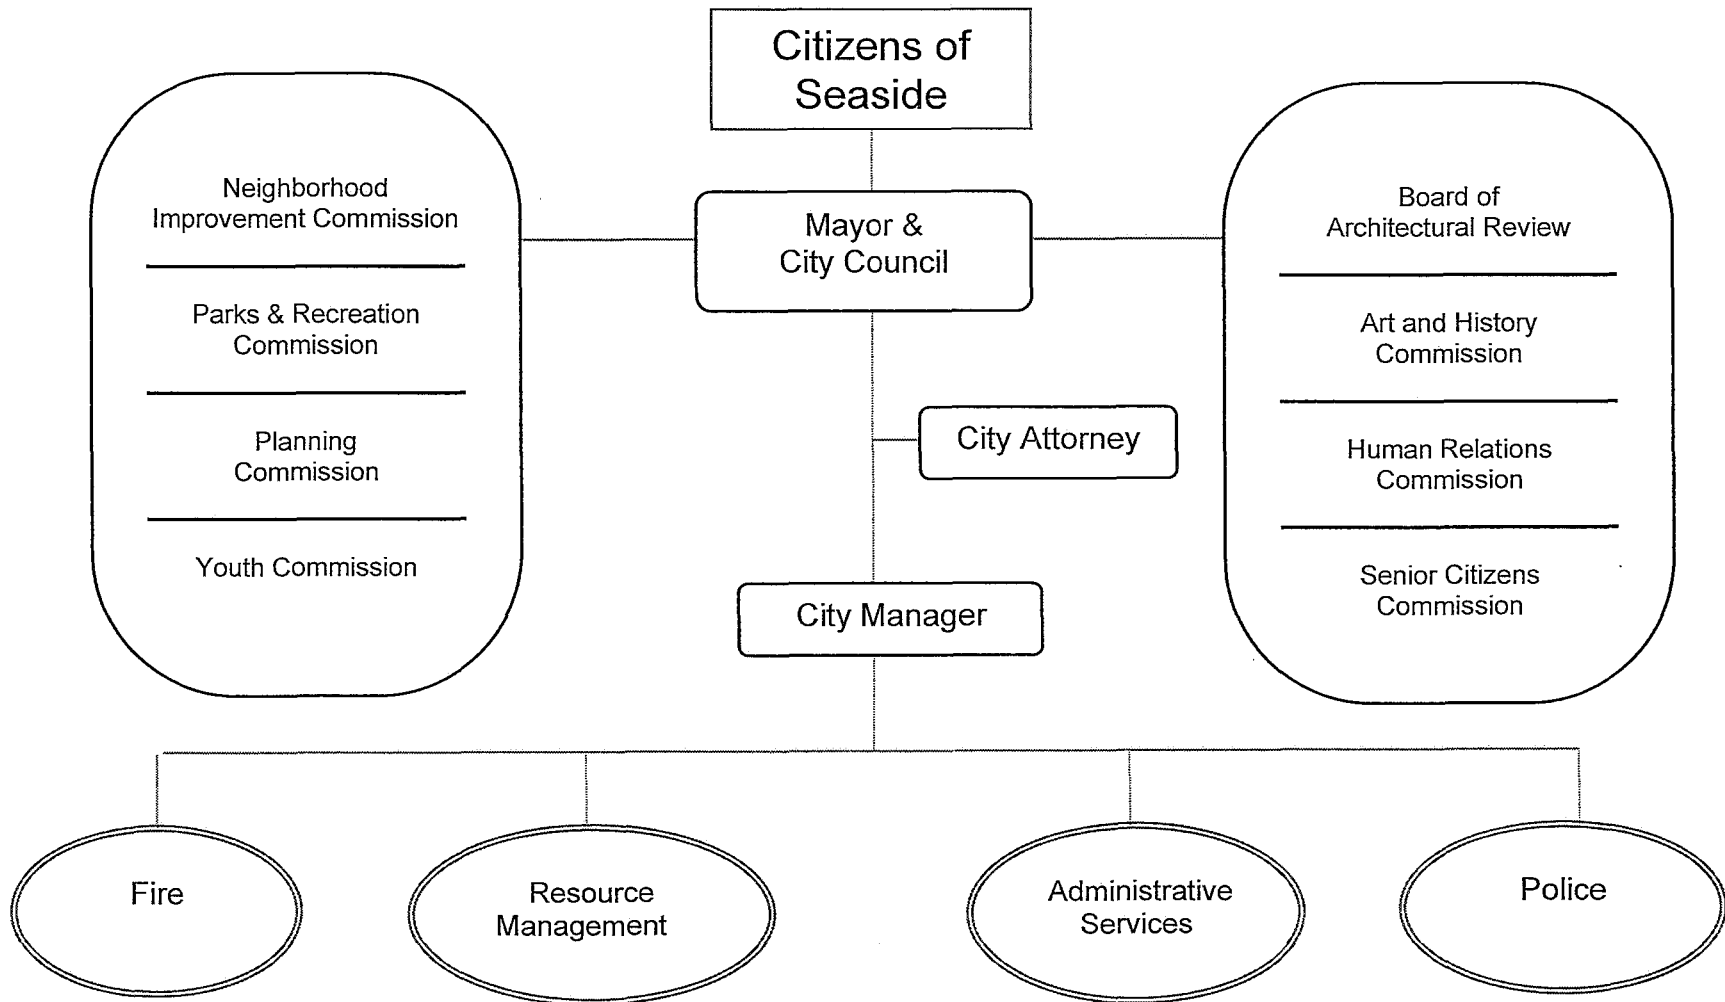 Citizens of
Seaside
Neighborhood
Improvement Commission
Parks & Recreation
Commission
Planning
Commission
Youth Commission
Mayor &
City Council
Board of
Architectural Review
Art and History
Commission
Human Relations
Commission
Senior Citizens
Commission
City Attorney
City Manager
Fire
Resource
Management
Administrative
Services
Police